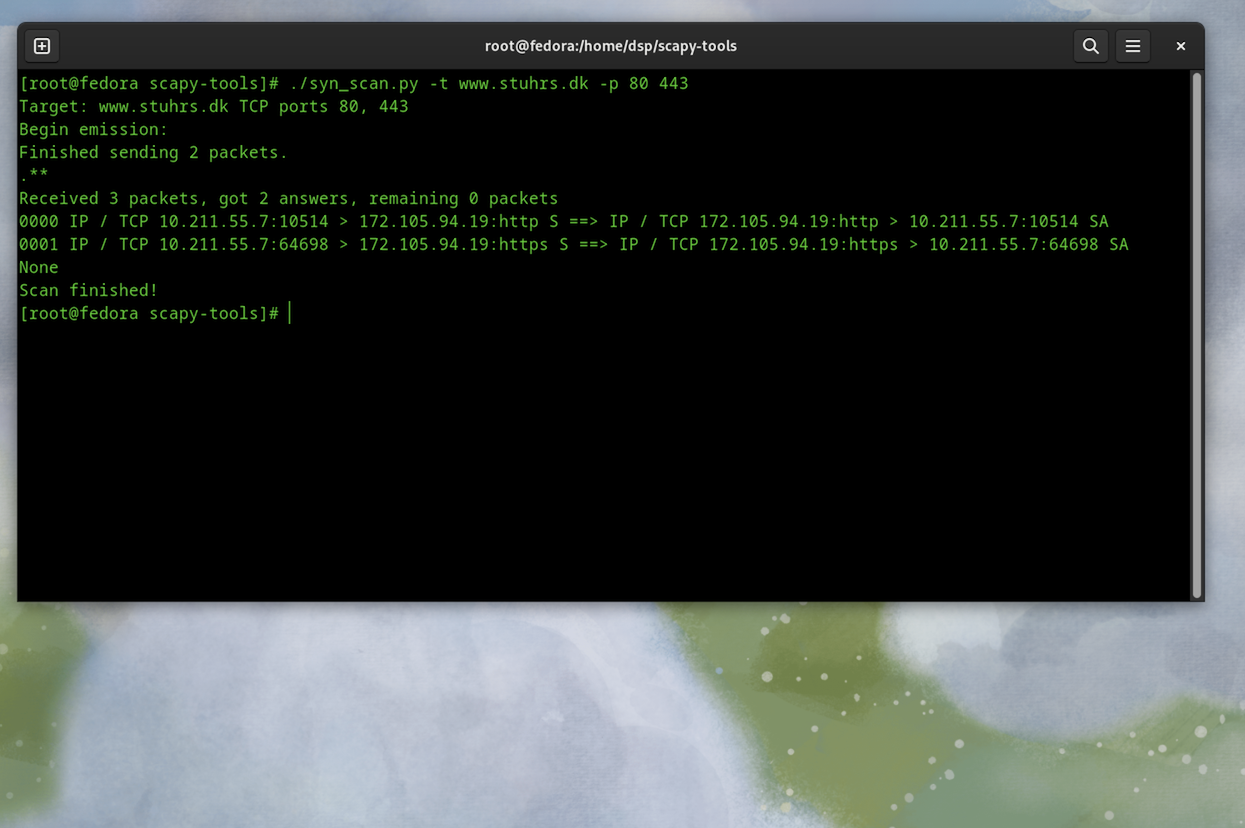 root@fedora:/home/dsp/scapy-tools
[root@fedora scapy-tools]# ./syn_scan.py -t www.stuhrs.dk -p 80 443
Target: www.stuhrs.dk TCP ports 80, 443
Begin emission:
Finished sending 2 packets.
.**
Received 3 packets, got 2 answers, remaining 0 packets
0000 IP / TCP 10.211.55.7:10514 > 172.105.94.19:http S ==> IP / TCP 172.105.94.19:http > 10.211.55.7:10514 SA
0001 IP / TCP 10.211.55.7:64698 > 172.105.94.19:https S ==> IP / TCP 172.105.94.19:https > 10.211.55.7:64698 SA
None
Scan finished!
[root@fedora scapy-tools]#